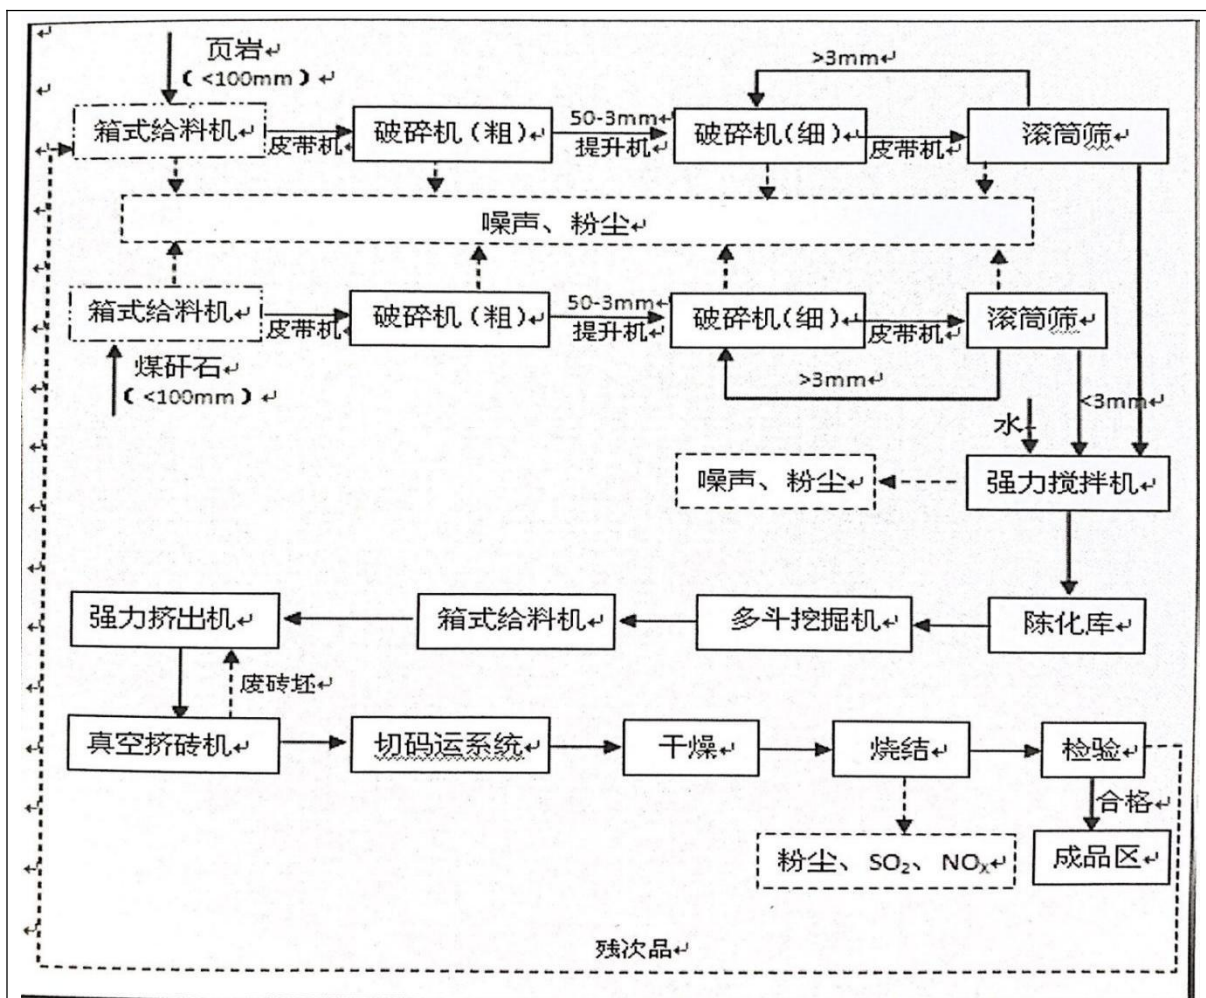 页岩
（<100mm）
>3mm
箱式给料机
皮带机
破碎机（粗）
50-3mm
提升机
破碎机(细)
皮带机
滚筒筛
噪声、粉尘
箱式给料机
皮带机
破碎机（粗）
50-3mm
提升机
破碎机(细)
皮带机
滚筒筛
煤矸石
（<100mm）
>3mm
<3mm
水
噪声、粉尘
强力搅拌机
强力挤出机
箱式给料机
多斗挖掘机
陈化库
废砖坯
真空挤砖机
切码运系统
干燥
烧结
检验
合格
粉尘、SO₂、NOₓ
成品区
残次品